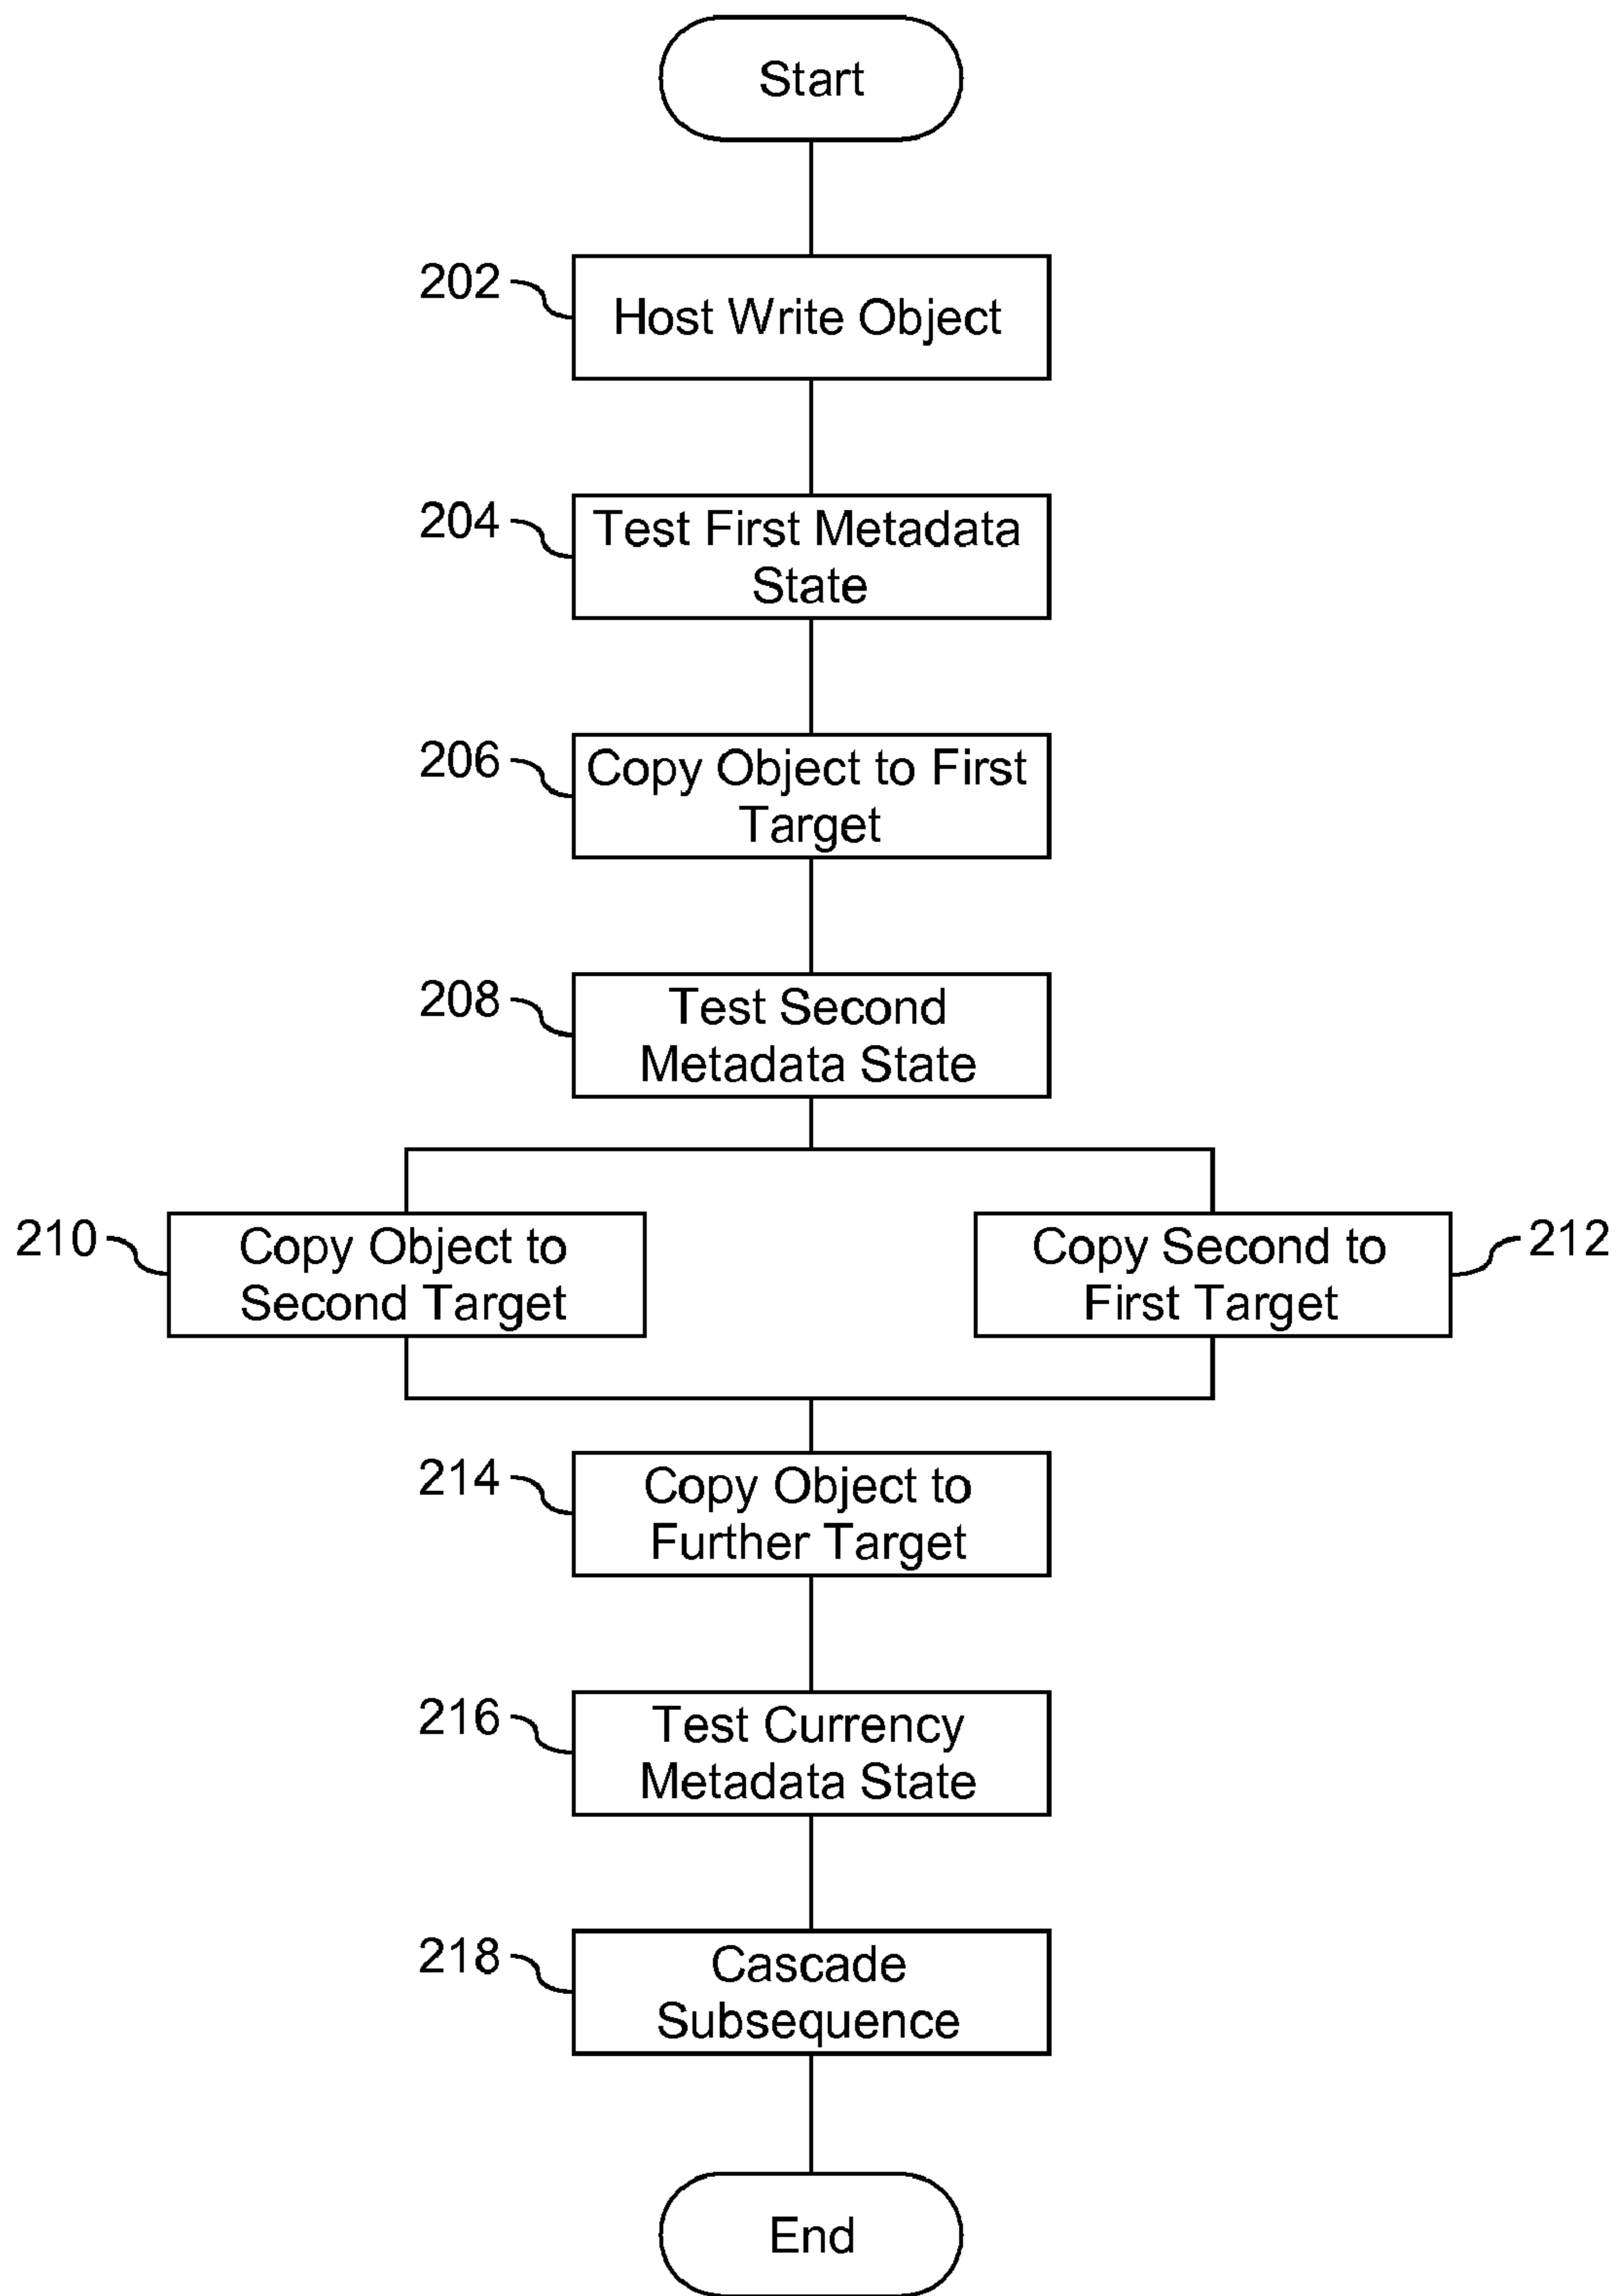 Start
202
Host Write Object
204
Test First Metadata
State
206
Copy Object to First
Target
208
Test Second
Metadata State
210
Copy Object to
Second Target
Copy Second to
First Target
212
214
Copy Object to
Further Target
216
Test Currency
Metadata State
218
Cascade
Subsequence
End